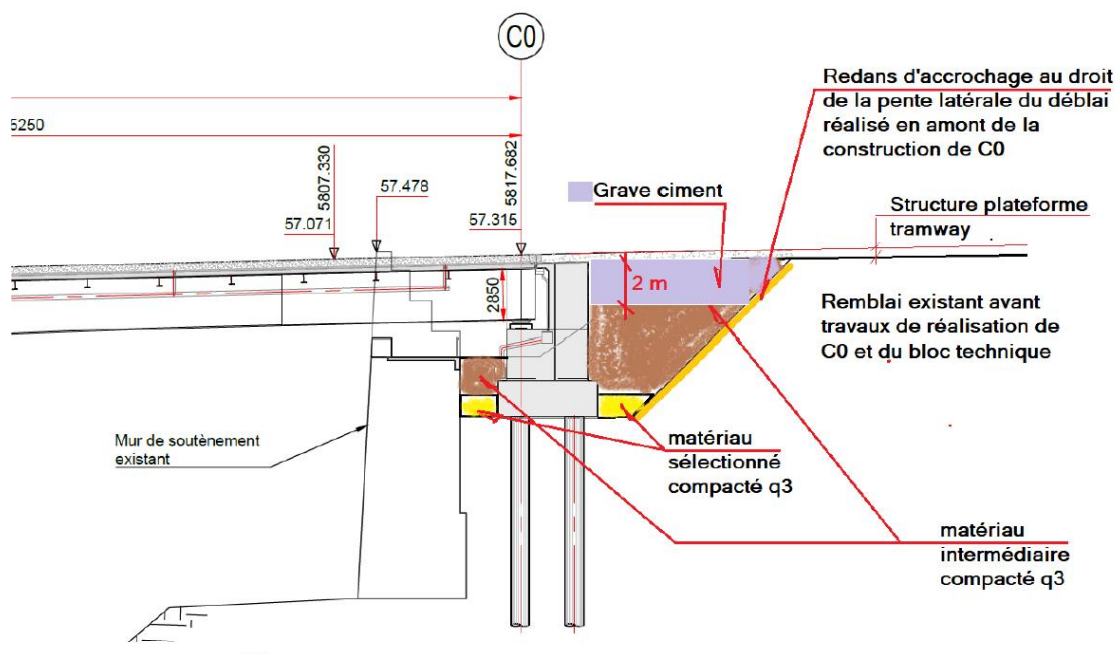 C0
Redans d'accrochage au droit
de la pente latérale du déblai
réalisé en amont de la
construction de C0
6250
5807.330
57.071
57.478
5817.682
57.315
Grave ciment
Structure plateforme
tramway
2850
2 m
Remblai existant avant
travaux de réalisation de
C0 et du bloc technique
Mur de soutènement
existant
matériau
sélectionné
compacté q3
matériau
intermédiaire
compacté q3